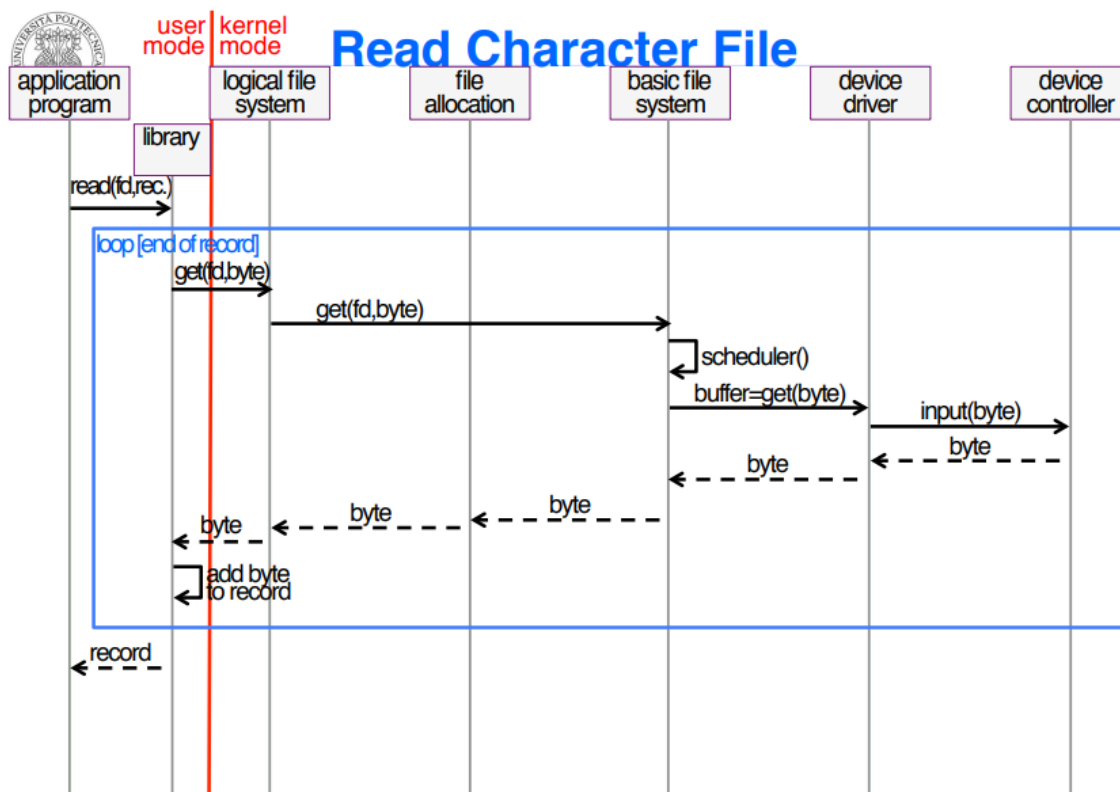 UNIVERSITÀ POLITECNICA
user kernel
mode mode
Read Character File
application program
logical file system
file allocation
basic file system
device driver
device controller
library
read(fd,rec.)
loop [end of record]
get(fd,byte)
get(fd,byte)
scheduler()
buffer=get(byte)
input(byte)
byte
byte
byte
byte
byte
add byte
to record
record